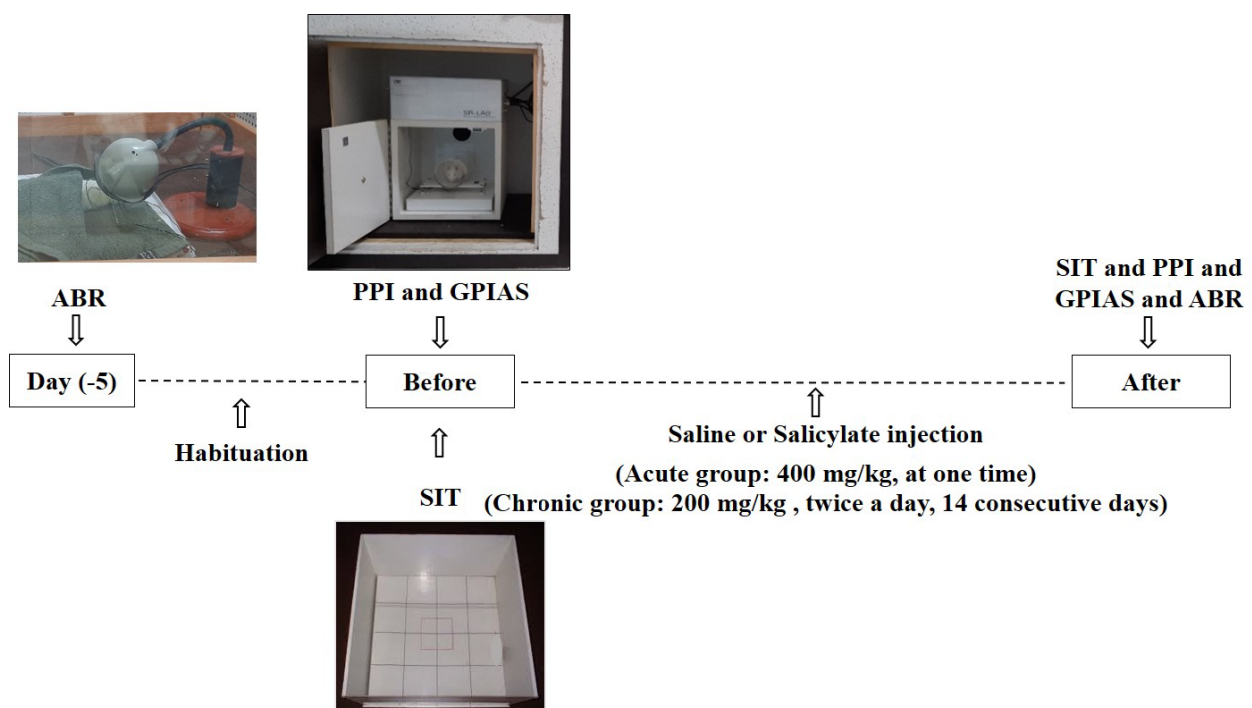 SR-LAB
ABR
PPI and GPIAS
SIT and PPI and
GPIAS and ABR
Day (-5)
Before
After
Habituation
Saline or Salicylate injection
(Acute group: 400 mg/kg, at one time)
SIT
(Chronic group: 200 mg/kg , twice a day, 14 consecutive days)